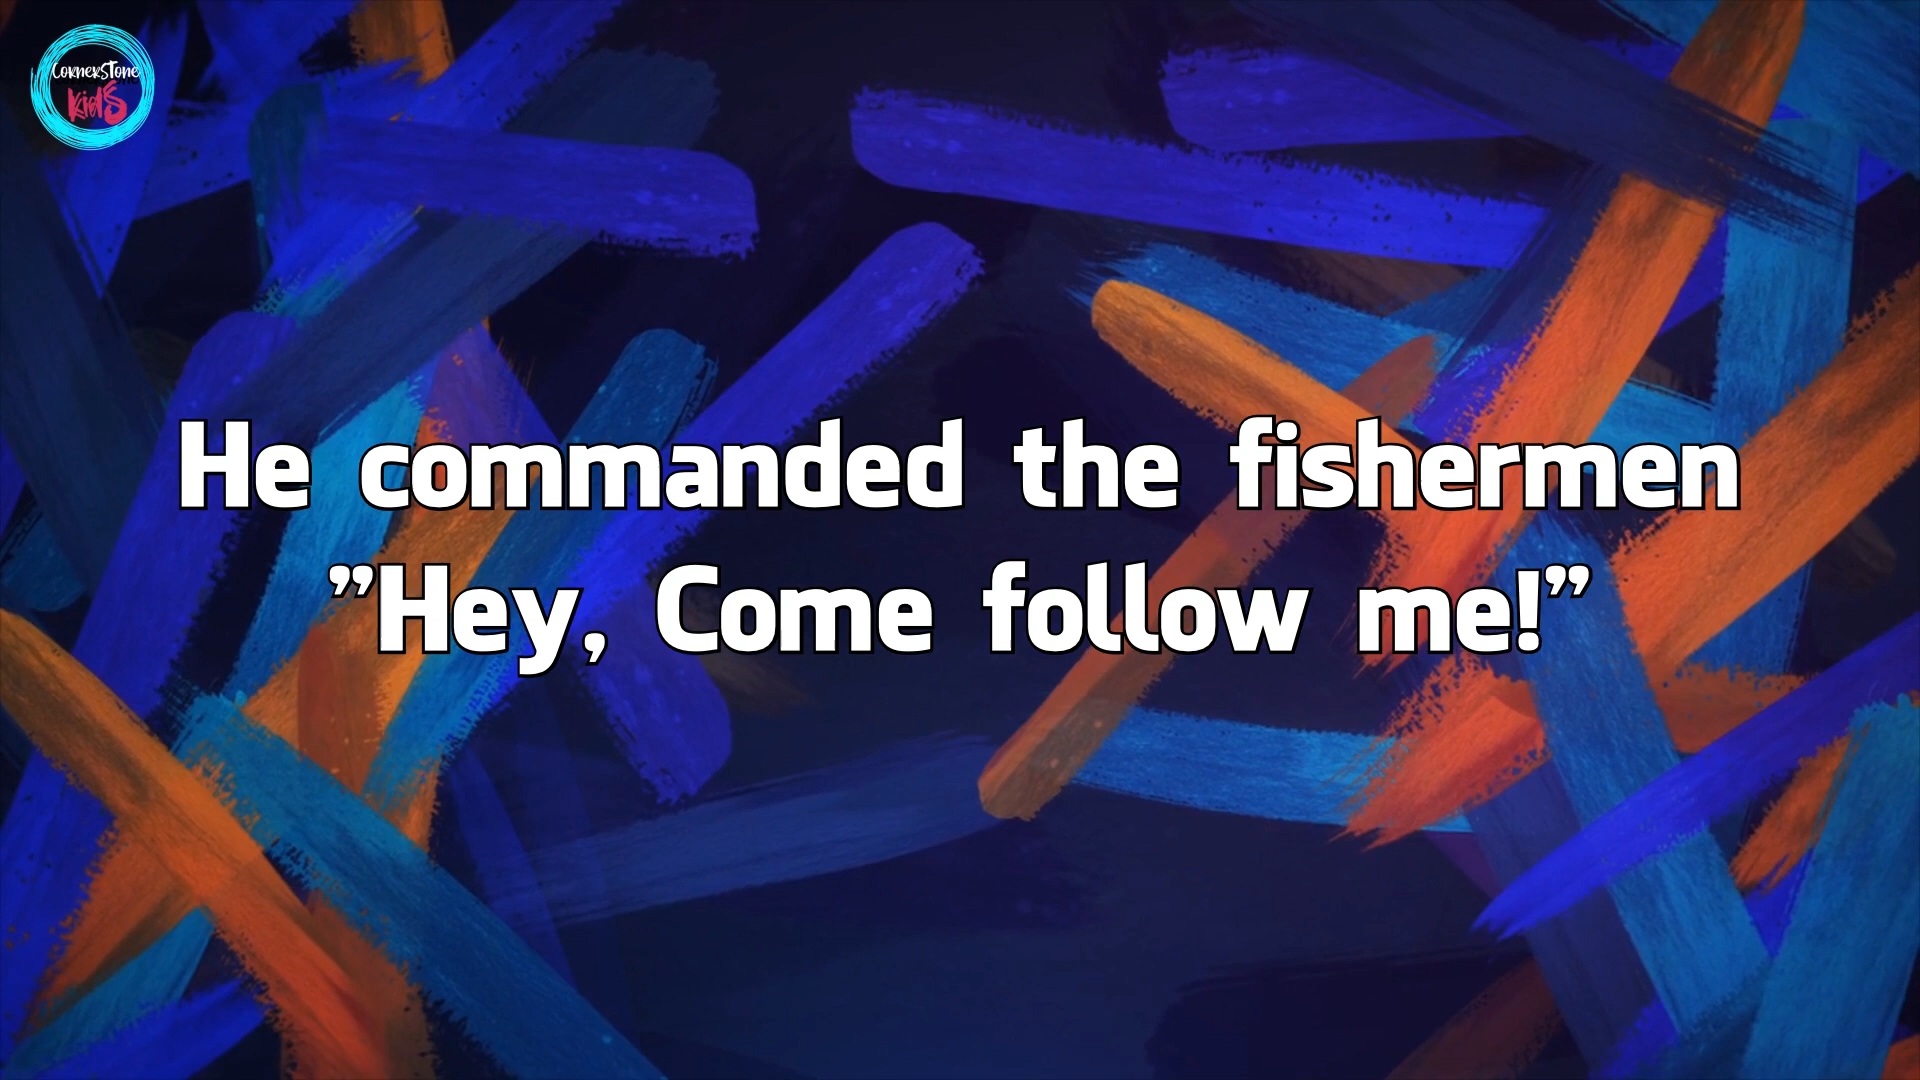 CornerStone
kidS
He commanded the fishermen
”Hey, Come follow me!”